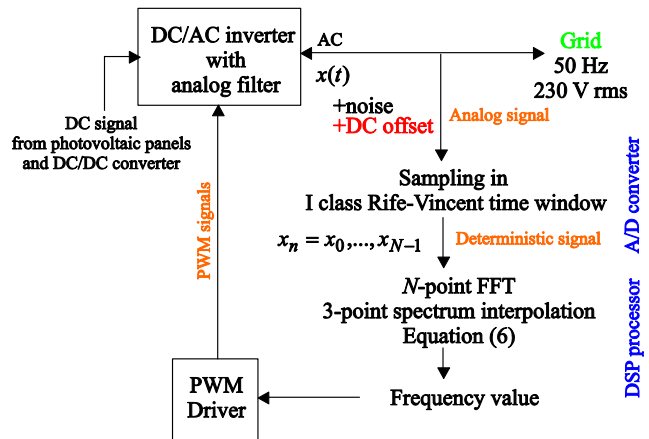 DC/AC inverter
with
analog filter
AC
x(t)
Grid
50 Hz
230 V rms
+noise
+DC offset
Analog signal
DC signal
from photovoltaic panels
and DC/DC converter
Sampling in
I class Rife-Vincent time window
A/D converter
PWM signals
xₙ = x₀,...,x_{N−1}
Deterministic signal
N-point FFT
3-point spectrum interpolation
Equation (6)
DSP processor
PWM
Driver
Frequency value